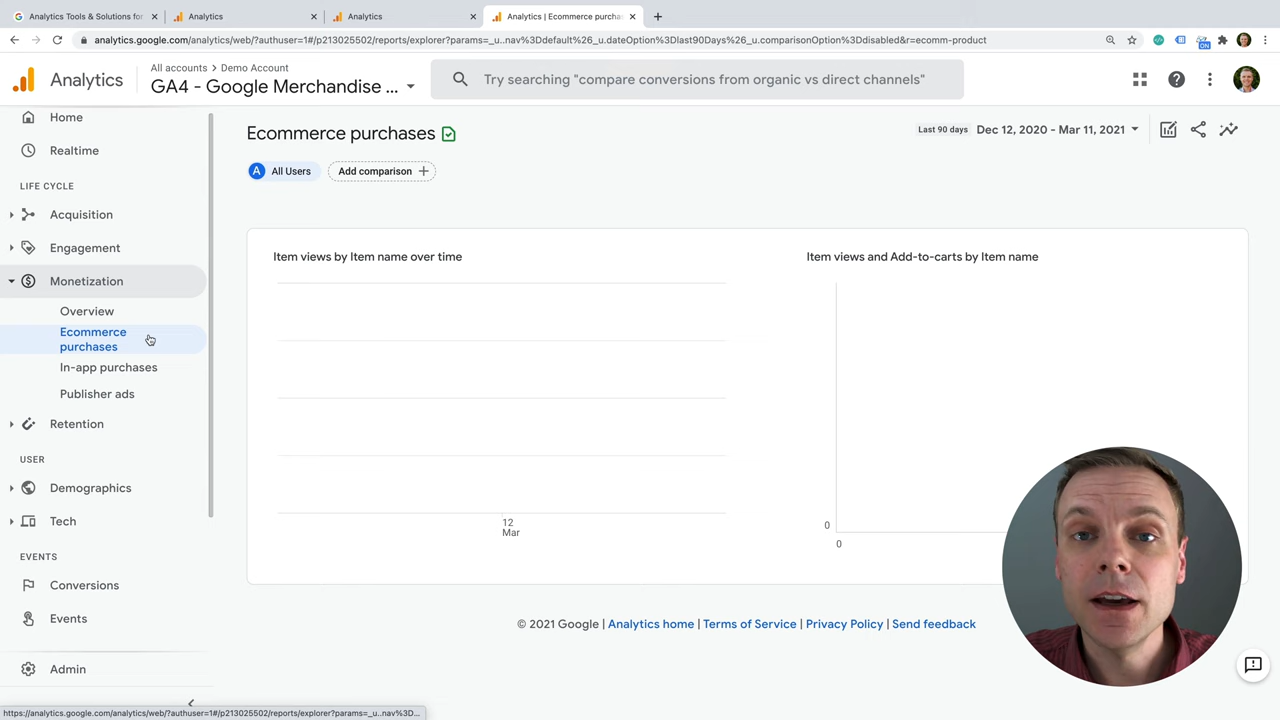 Analytics Tools & Solutions for
Analytics
Analytics
Analytics | Ecommerce purcha
analytics.google.com/analytics/web/?authuser=1#/p213025502/reports/explorer?params=_u..nav%3Ddefault%26_u.dateOption%3Dlast90Days%26_u.comparisonOption%3Ddisabled&r=ecomm-product
ON
Analytics
All accounts > Demo Account
GA4 - Google Merchandise ...
Try searching "compare conversions from organic vs direct channels"
Home
Realtime
LIFE CYCLE
Acquisition
Engagement
Monetization
Overview
Ecommerce
purchases
In-app purchases
Publisher ads
Retention
USER
Demographics
Tech
EVENTS
Conversions
Events
Admin
Ecommerce purchases
Last 90 days Dec 12, 2020 - Mar 11, 2021
A All Users
Add comparison +
Item views by Item name over time
12
Mar
Item views and Add-to-carts by Item name
0
0
© 2021 Google | Analytics home | Terms of Service | Privacy Policy | Send feedback
https://analytics.google.com/analytics/web/?authuser=1#/p213025502/reports/explorer?params=_u..nav%3D...